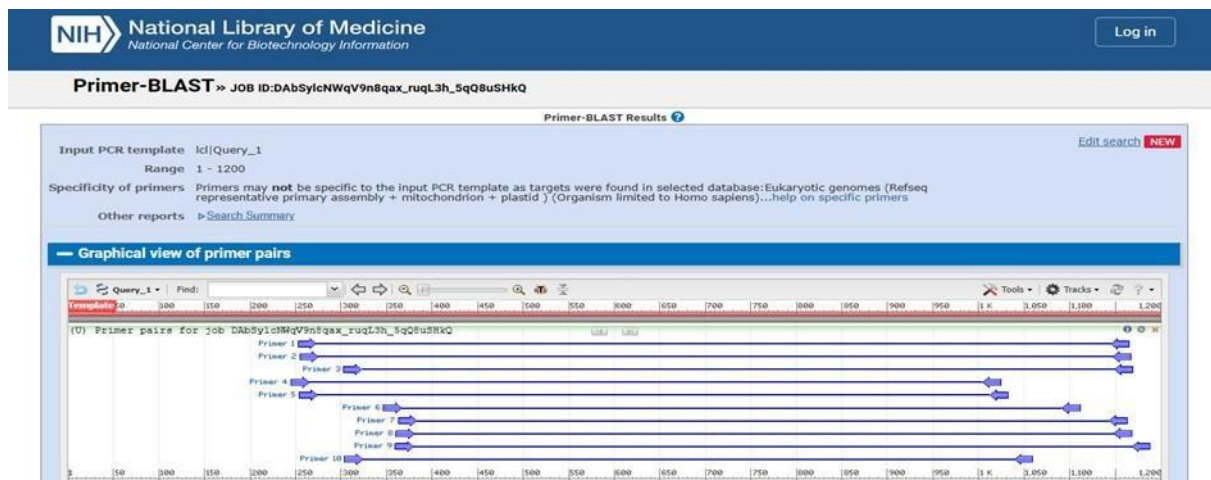 NIH National Library of Medicine
National Center for Biotechnology Information
Log in
Primer-BLAST » JOB ID:DAbSylcNWqV9n8qax_ruqL3h_5qQ8uSHkQ
Primer-BLAST Results
Edit search NEW
Input PCR template lcl|Query_1
Range 1 - 1200
Specificity of primers Primers may not be specific to the input PCR template as targets were found in selected database:Eukaryotic genomes (Refseq
representative primary assembly + mitochondrion + plastid ) (Organism limited to Homo sapiens)...help on specific primers
Other reports Search Summary
Graphical view of primer pairs
Query_1 Find: Tools Tracks ?
Template 50 100 150 200 250 300 350 400 450 500 550 600 650 700 750 800 850 900 950 1 K 1,050 1,100 1,200
(U) Primer pairs for job DAbSylcNWqV9n8qax_ruqL3h_5qQ8uSHkQ
Primer 1
Primer 2
Primer 3
Primer 4
Primer 5
Primer 6
Primer 7
Primer 8
Primer 9
Primer 10
1 50 100 150 200 250 300 350 400 450 500 550 600 650 700 750 800 850 900 950 1 K 1,050 1,100 1,200